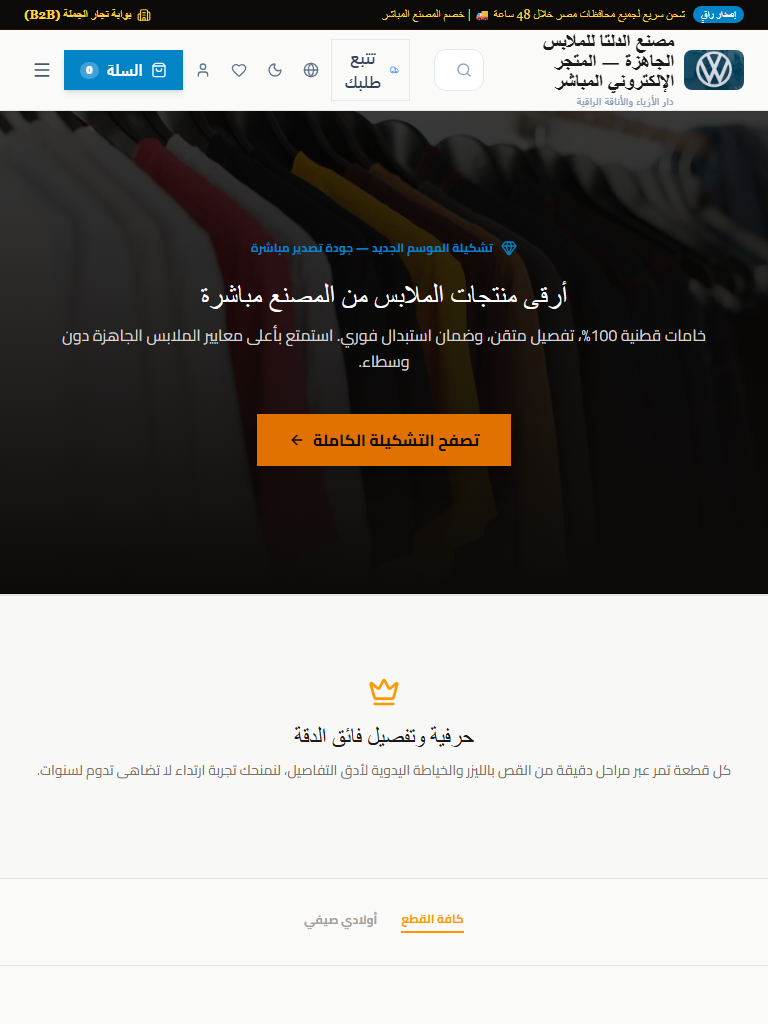 إصدار راقي
شحن سريع لجميع محافظات مصر خلال 48 ساعة 🚚 | خصم المصنع المباشر
بوابة تجار الجملة (B2B)
مصنع الدلتا للملابس
الجاهزة — المتجر
الإلكتروني المباشر
دار الأزياء والأناقة الراقية
تتبع
طلبك
السلة
0
تشكيلة الموسم الجديد — جودة تصدير مباشرة
أرقى منتجات الملابس من المصنع مباشرة
خامات قطنية 100%، تفصيل متقن، وضمان استبدال فوري. استمتع بأعلى معايير الملابس الجاهزة دون
وسطاء.
تصفح التشكيلة الكاملة
حرفية وتفصيل فائق الدقة
كل قطعة تمر عبر مراحل دقيقة من القص بالليزر والخياطة اليدوية لأدق التفاصيل، لنمنحك تجربة ارتداء لا تضاهى تدوم لسنوات.
كافة القطع
أولادي صيفي